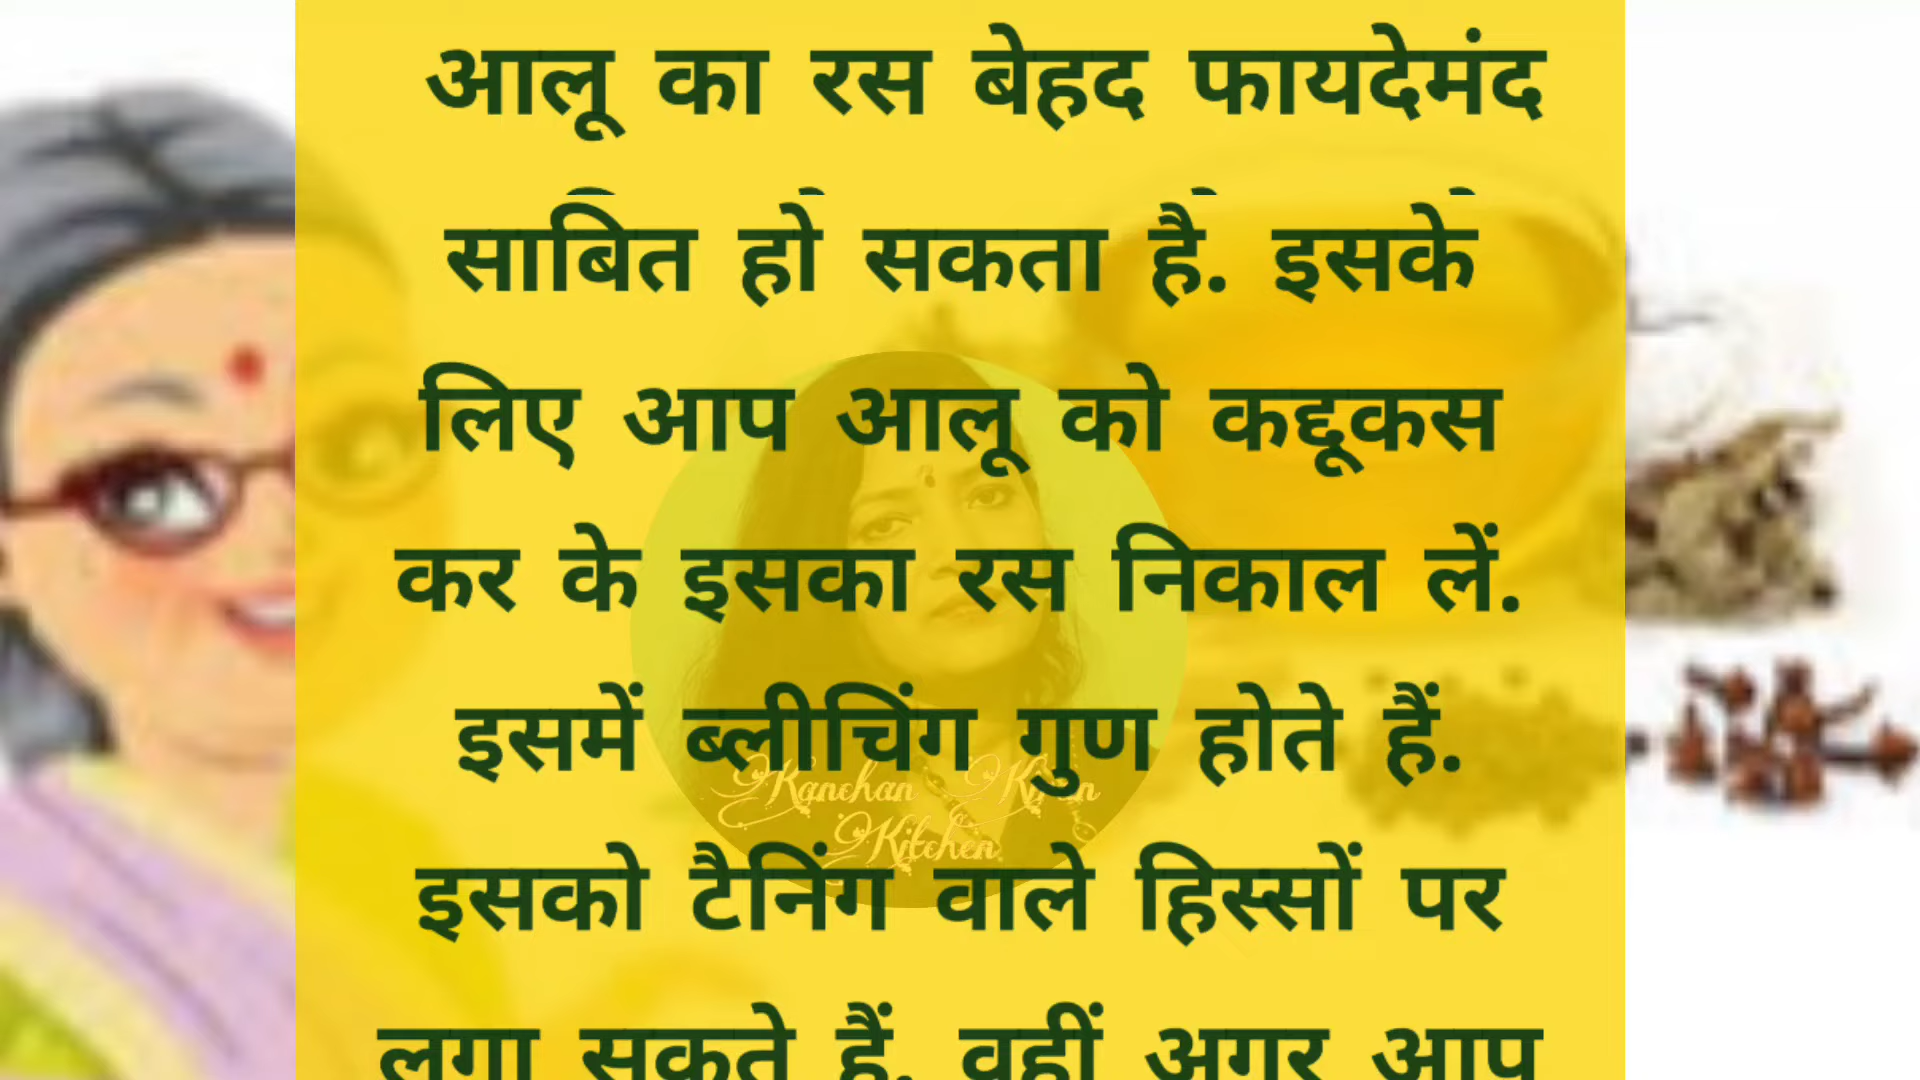 आलू का रस बेहद फायदेमंद
साबित हो सकता है. इसके
लिए आप आलू को कद्दूकस
कर के इसका रस निकाल लें.
इसमें ब्लीचिंग गुण होते हैं.
Kanchan Kiran
Kitchen
इसको टैनिंग वाले हिस्सों पर
लगा सकते हैं. वहीं अगर आप